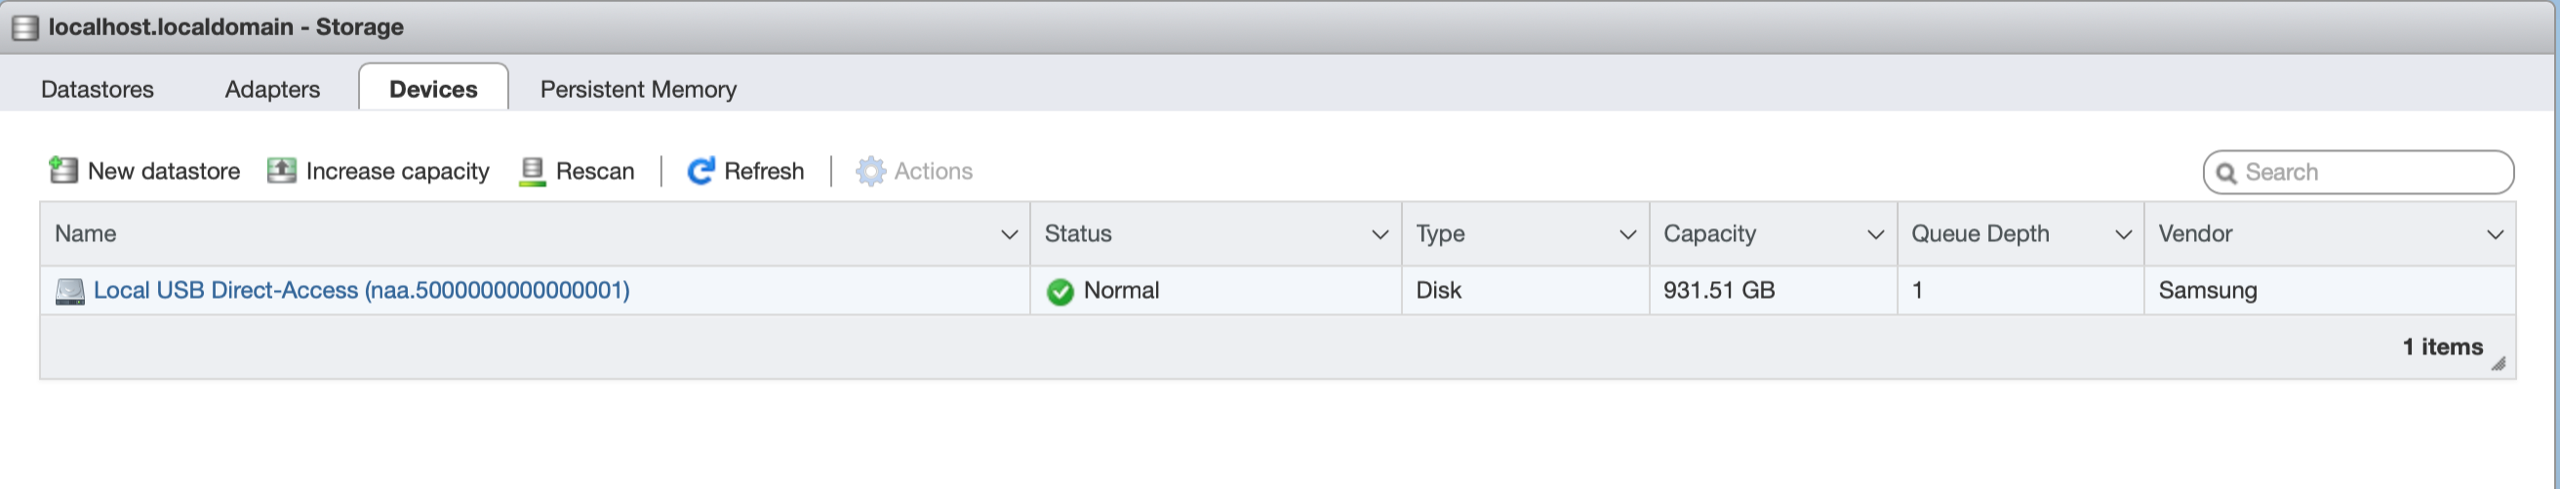 localhost.localdomain - Storage
Datastores Adapters Devices Persistent Memory
New datastore Increase capacity Rescan Refresh Actions Search
Name Status Type Capacity Queue Depth Vendor
Local USB Direct-Access (naa.5000000000000001) Normal Disk 931.51 GB 1 Samsung
1 items